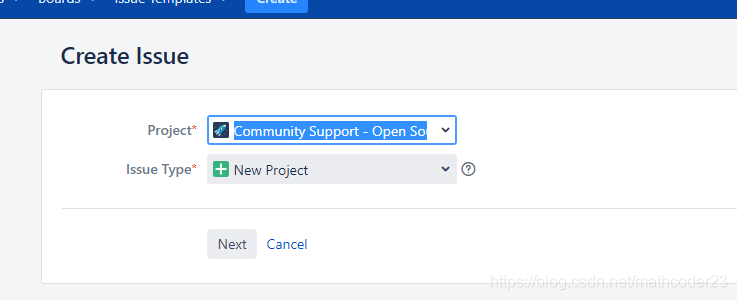 boards Issue Templates Create
Create Issue
Project* Community Support - Open Sou
Issue Type* New Project
Next Cancel
https://blog.csdn.net/mathcoder23